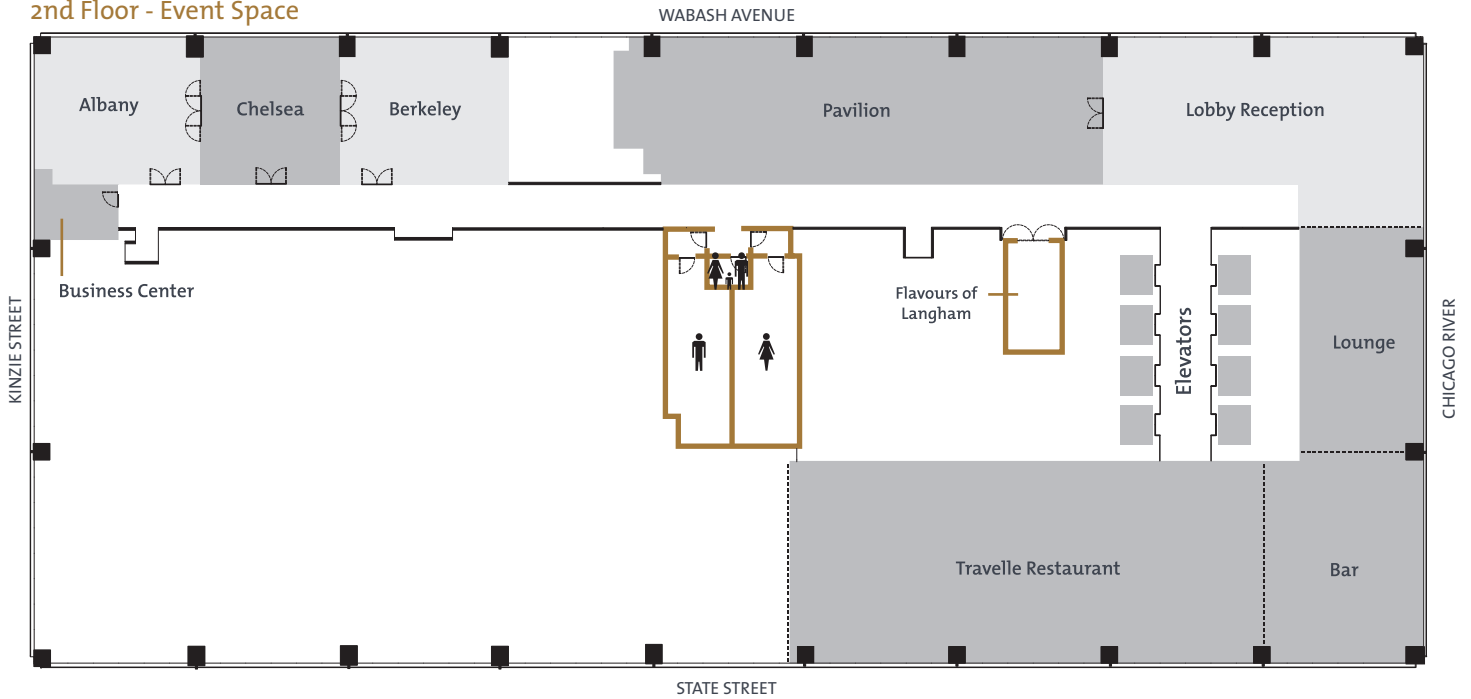 2nd Floor - Event Space
WABASH AVENUE
Albany
Chelsea
Berkeley
Pavilion
Lobby Reception
Business Center
KINZIE STREET
Flavours of
Langham
Elevators
Lounge
CHICAGO RIVER
Travelle Restaurant
Bar
STATE STREET